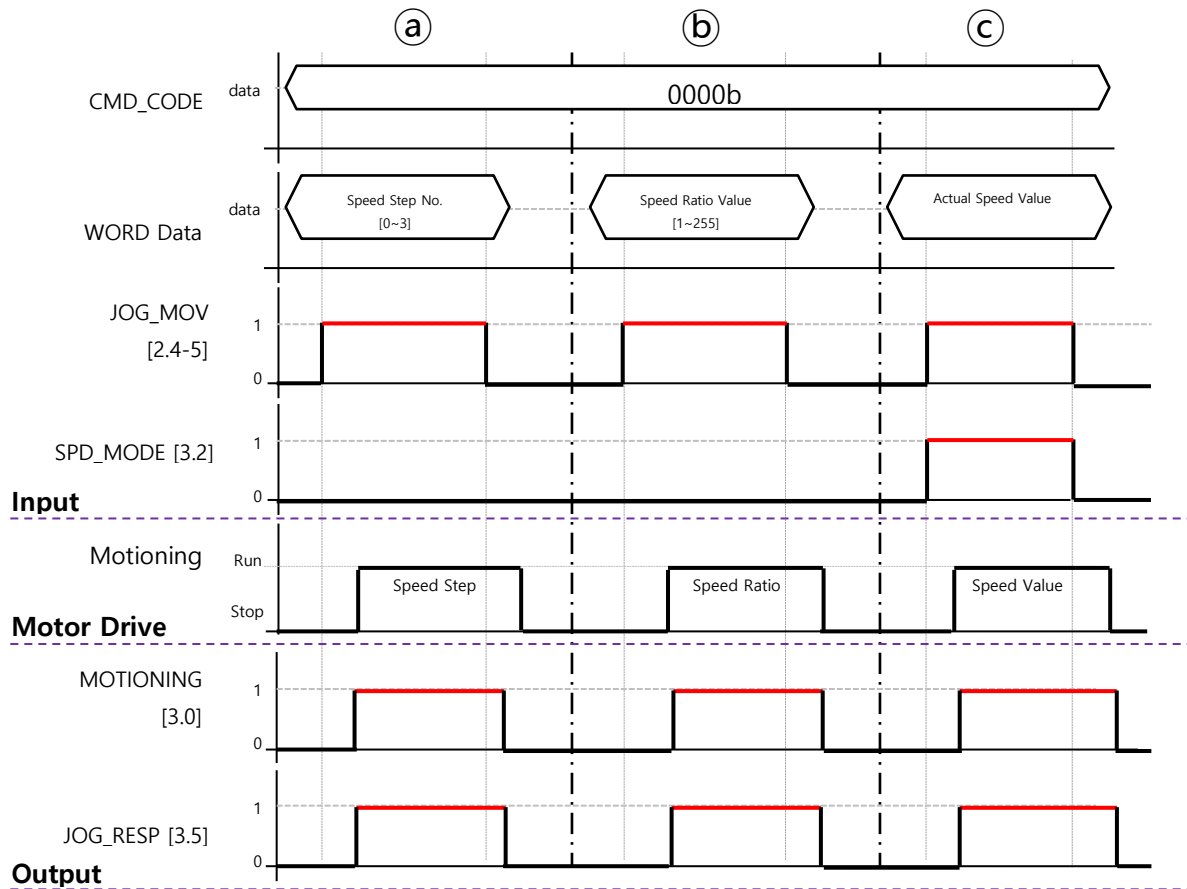 ⓐ ⓑ ⓒ
CMD_CODE data 0000b
WORD Data data
Speed Step No.
[0~3]
Speed Ratio Value
[1~255]
Actual Speed Value
JOG_MOV
[2.4-5]
1
0
SPD_MODE [3.2]
1
0
Input
Motioning
Run
Stop
Speed Step Speed Ratio Speed Value
Motor Drive
MOTIONING
[3.0]
1
0
JOG_RESP [3.5]
1
0
Output